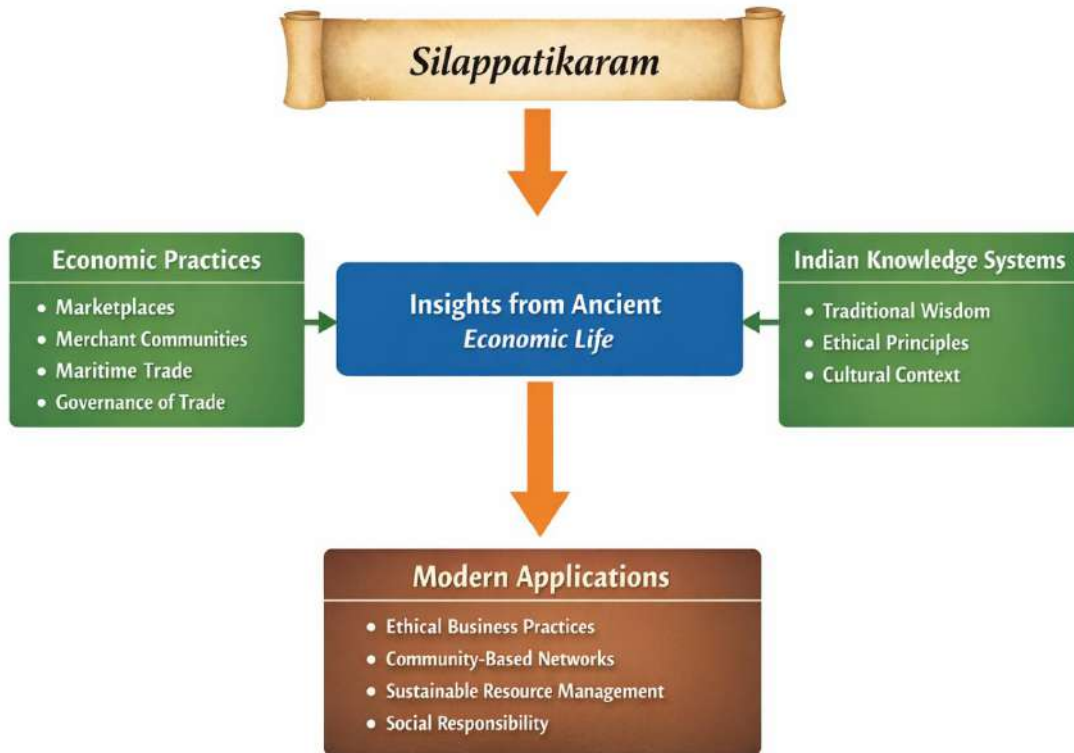 Silappatikaram
Economic Practices
• Marketplaces
• Merchant Communities
• Maritime Trade
• Governance of Trade
Insights from Ancient
Economic Life
Indian Knowledge Systems
• Traditional Wisdom
• Ethical Principles
• Cultural Context
Modern Applications
• Ethical Business Practices
• Community-Based Networks
• Sustainable Resource Management
• Social Responsibility